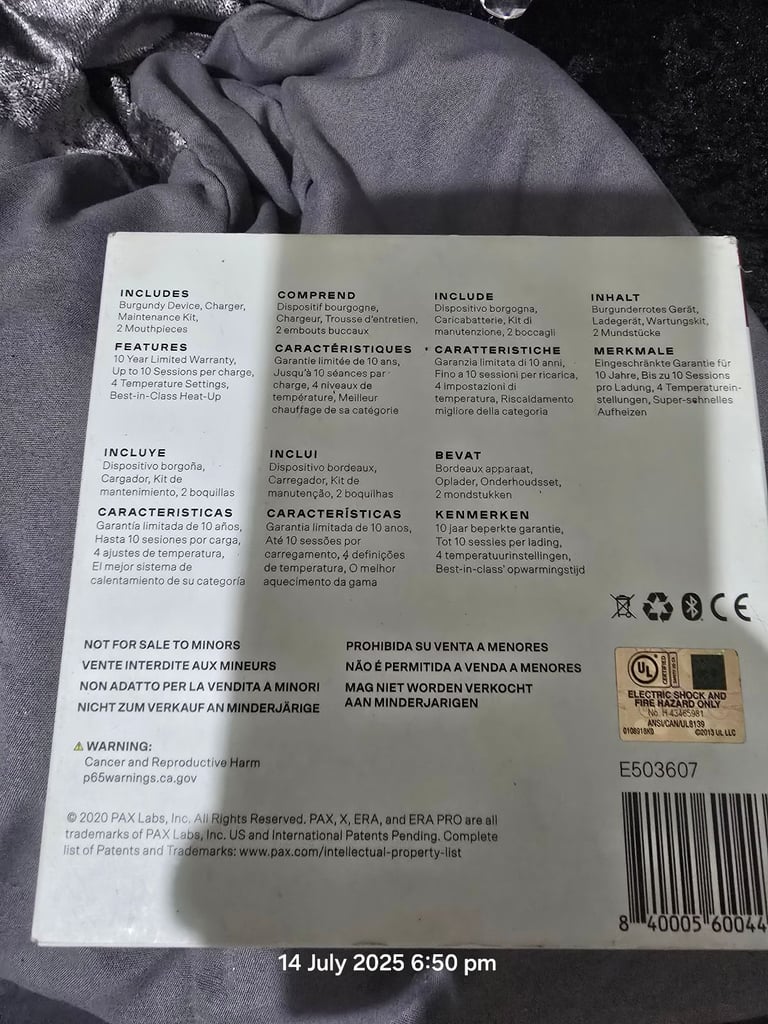 INCLUDES
Burgundy Device, Charger,
Maintenance Kit,
2 Mouthpieces
FEATURES
10 Year Limited Warranty,
Up to 10 Sessions per charge,
4 Temperature Settings,
Best-in-Class Heat-Up
COMPREND
Dispositif bourgogne,
Chargeur, Trousse d'entretien,
2 embouts buccaux
CARACTÉRISTIQUES
Garantie limitée de 10 ans,
Jusqu'à 10 séances par
charge, 4 niveaux de
température, Meilleur
chauffage de sa catégorie
INCLUDE
Dispositivo borgogna,
Caricabatterie, Kit di
manutenzione, 2 boccagli
CARATTERISTICHE
Garanzia limitata di 10 anni,
Fino a 10 sessioni per ricarica,
4 impostazioni di
temperatura, Riscaldamento
migliore della categoria
INHALT
Burgunderrotes Gerät,
Ladegerät, Wartungskit,
2 Mundstücke
MERKMALE
Eingeschränkte Garantie für
10 Jahre, Bis zu 10 Sessions
pro Ladung, 4 Temperaturein-
stellungen, Super-schnelles
Aufheizen
INCLUYE
Dispositivo borgoña,
Cargador, Kit de
mantenimiento, 2 boquillas
CARACTERISTICAS
Garantía limitada de 10 años,
Hasta 10 sesiones por carga,
4 ajustes de temperatura,
El mejor sistema de
calentamiento de su categoría
INCLUI
Dispositivo bordeaux,
Carregador, Kit de
manutenção, 2 boquilhas
CARACTERÍSTICAS
Garantia limitada de 10 anos,
Até 10 sessões por
carregamento, 4 definições
de temperatura, O melhor
aquecimento da gama
BEVAT
Bordeaux apparaat,
Oplader, Onderhoudsset,
2 mondstukken
KENMERKEN
10 jaar beperkte garantie,
Tot 10 sessies per lading,
4 temperatuurinstellingen,
Best-in-class' opwarmingstijd
NOT FOR SALE TO MINORS
VENTE INTERDITE AUX MINEURS
NON ADATTO PER LA VENDITA A MINORI
NICHT ZUM VERKAUF AN MINDERJÄRIGE
PROHIBIDA SU VENTA A MENORES
NÃO É PERMITIDA A VENDA A MENORES
MAG NIET WORDEN VERKOCHT
AAN MINDERJARIGEN
CE
UL
CERTIFIED
ELECTRIC SHOCK AND
FIRE HAZARD ONLY
No. H 43465981
ANSI/CAN/UL8139
©2013 UL LLC
E503607
WARNING:
Cancer and Reproductive Harm
p65warnings.ca.gov
© 2020 PAX Labs, Inc. All Rights Reserved. PAX, X, ERA, and ERA PRO are all
trademarks of PAX Labs, Inc. US and International Patents Pending. Complete
list of Patents and Trademarks: www.pax.com/intellectual-property-list
8 40005 60044
14 July 2025 6:50 pm